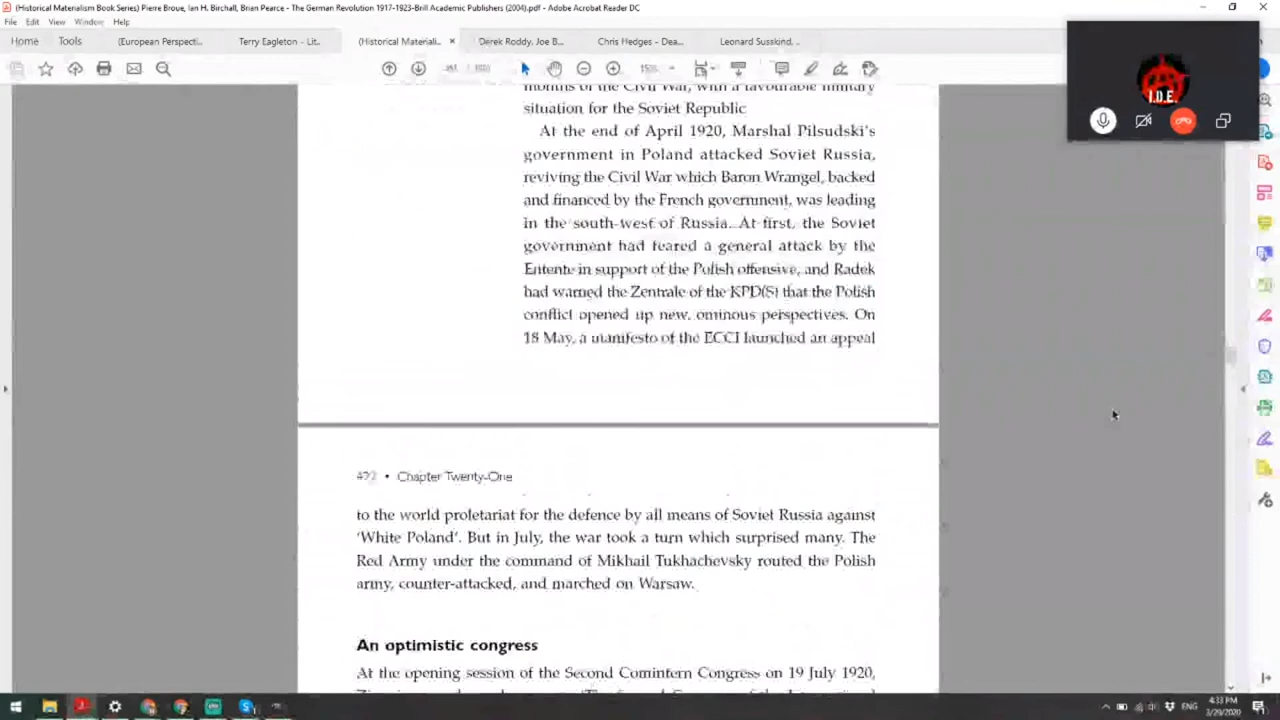 (Historical Materialism Book Series) Pierre Broue, Ian H. Birchall, Brian Pearce - The German Revolution 1917-1923-Brill Academic Publishers (2004).pdf - Adobe Acrobat Reader DC
File Edit View Window Help
Home Tools (European Perspecti... Terry Eagleton - Lit... (Historical Materiali... × Derek Roddy, Joe B... Chris Hedges - Dea... Leonard Susskind, ...
I.D.E.
months of the Civil War, with a favourable military
situation for the Soviet Republic
At the end of April 1920, Marshal Pilsudski's
government in Poland attacked Soviet Russia,
reviving the Civil War which Baron Wrangel, backed
and financed by the French government, was leading
in the south-west of Russia. At first, the Soviet
government had feared a general attack by the
Entente in support of the Polish offensive, and Radek
had warned the Zentrale of the KPD(S) that the Polish
conflict opened up new, ominous perspectives. On
18 May, a manifesto of the ECCI launched an appeal
492 • Chapter Twenty-One
to the world proletariat for the defence by all means of Soviet Russia against
'White Poland'. But in July, the war took a turn which surprised many. The
Red Army under the command of Mikhail Tukhachevsky routed the Polish
army, counter-attacked, and marched on Warsaw.
An optimistic congress
At the opening session of the Second Comintern Congress on 19 July 1920,
ENG
4:33 PM
3/29/2020